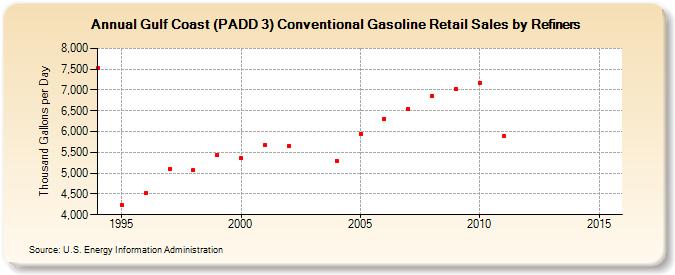 Annual Gulf Coast (PADD 3) Conventional Gasoline Retail Sales by Refiners
Thousand Gallons per Day
8,000
7,500
7,000
6,500
6,000
5,500
5,000
4,500
4,000
1995 2000 2005 2010 2015
Source: U.S. Energy Information Administration